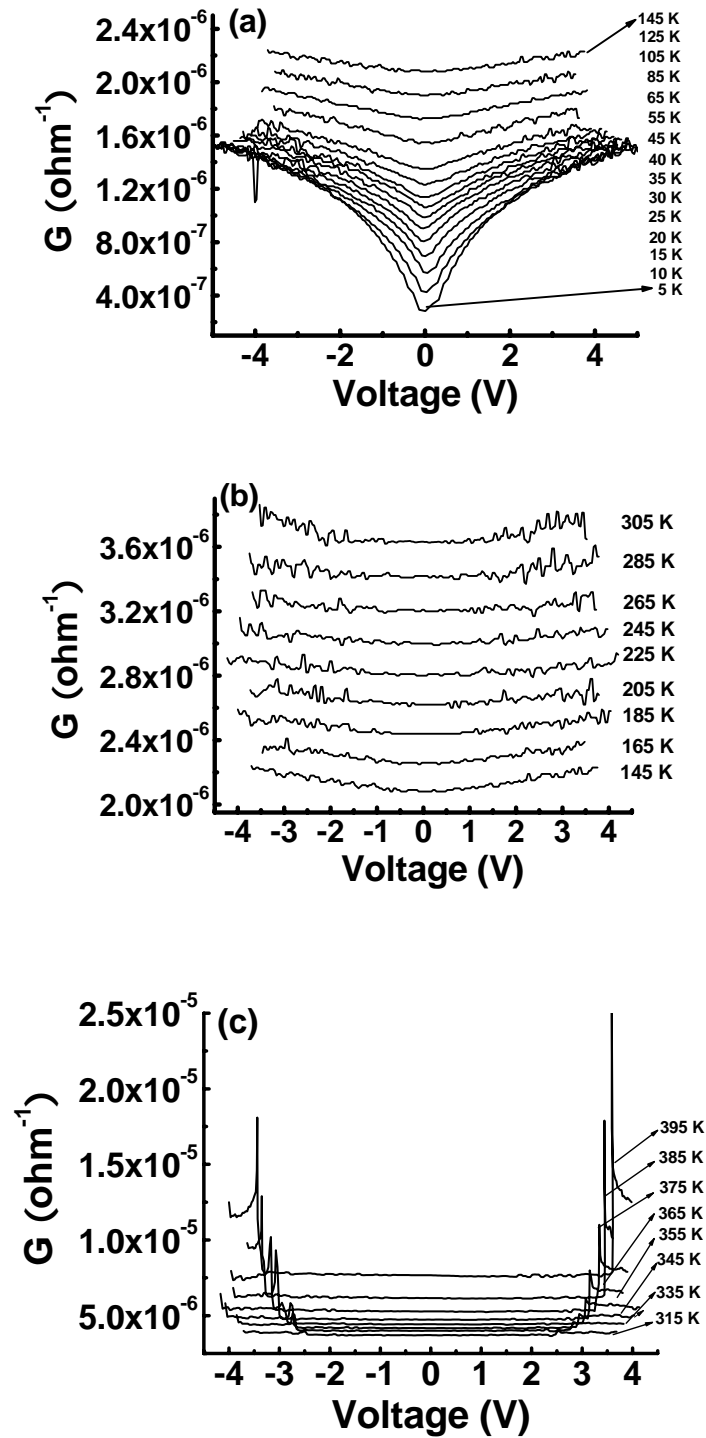 (a)
2.4x10⁻⁶
2.0x10⁻⁶
1.6x10⁻⁶
1.2x10⁻⁶
8.0x10⁻⁷
4.0x10⁻⁷
G (ohm⁻¹)
-4 -2 0 2 4
Voltage (V)
145 K
125 K
105 K
85 K
65 K
55 K
45 K
40 K
35 K
30 K
25 K
20 K
15 K
10 K
5 K
(b)
3.6x10⁻⁶
3.2x10⁻⁶
2.8x10⁻⁶
2.4x10⁻⁶
2.0x10⁻⁶
G (ohm⁻¹)
-4 -3 -2 -1 0 1 2 3 4
Voltage (V)
305 K
285 K
265 K
245 K
225 K
205 K
185 K
165 K
145 K
(c)
2.5x10⁻⁵
2.0x10⁻⁵
1.5x10⁻⁵
1.0x10⁻⁵
5.0x10⁻⁶
G (ohm⁻¹)
-4 -3 -2 -1 0 1 2 3 4
Voltage (V)
395 K
385 K
375 K
365 K
355 K
345 K
335 K
315 K